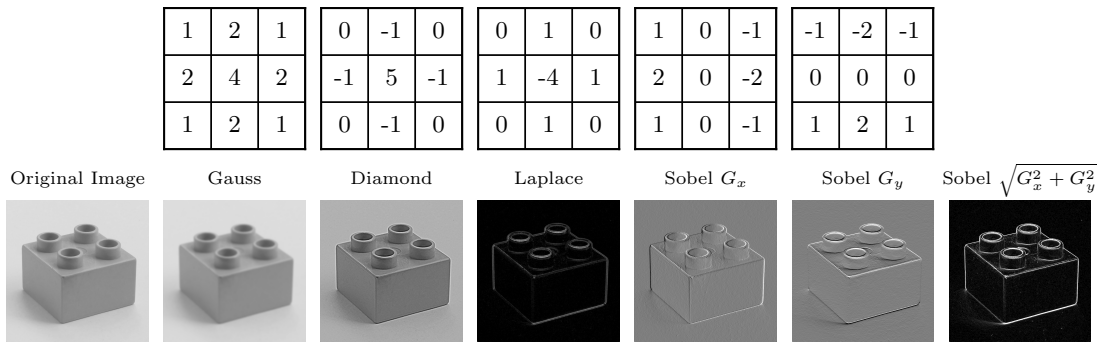 1 2 1 0 -1 0 0 1 0 1 0 -1 -1 -2 -1
2 4 2 -1 5 -1 1 -4 1 2 0 -2 0 0 0
1 2 1 0 -1 0 0 1 0 1 0 -1 1 2 1
Original Image Gauss Diamond Laplace Sobel $G_x$ Sobel $G_y$ Sobel $\sqrt{G_x^2 + G_y^2}$